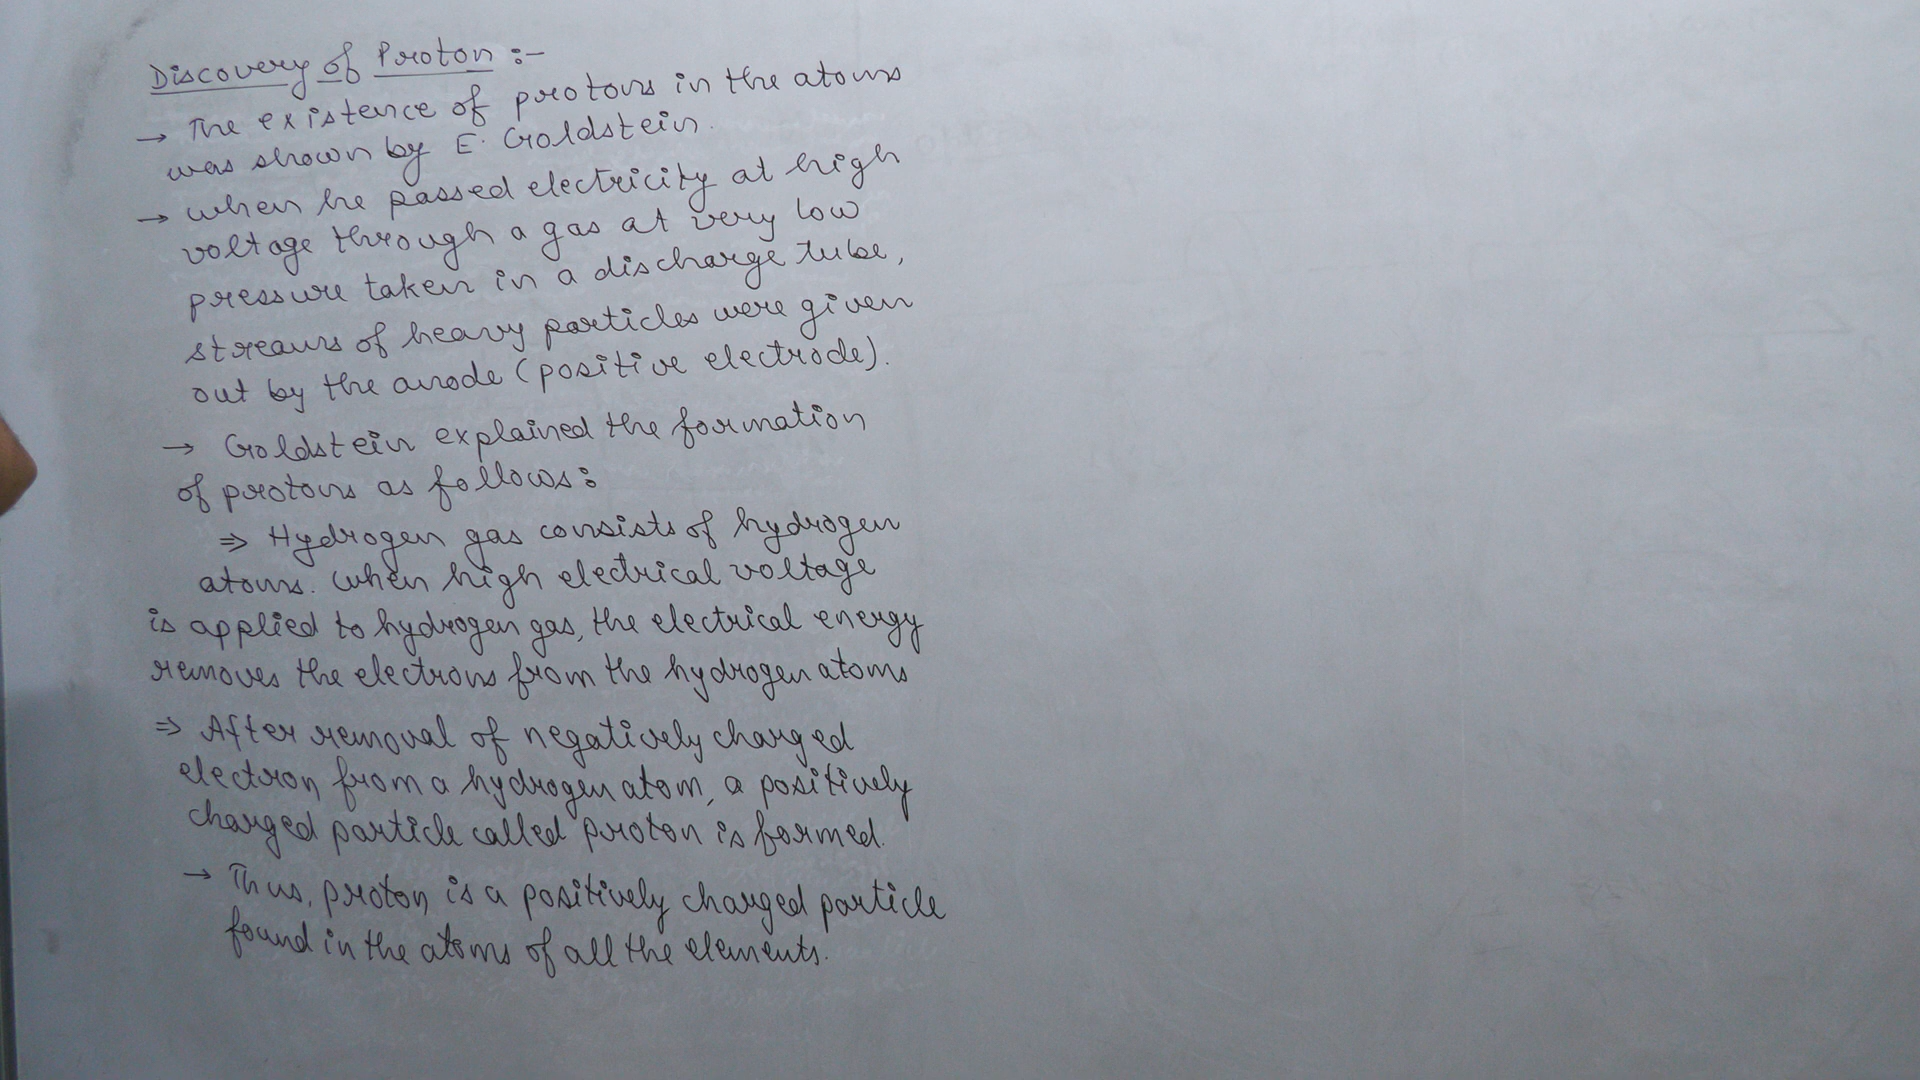 Discovery of Proton :-
→ The existence of protons in the atoms
was shown by E. Goldstein.
→ when he passed electricity at high
voltage through a gas at very low
pressure taken in a discharge tube,
streams of heavy particles were given
out by the anode (positive electrode).
→ Goldstein explained the formation
of protons as follows:
⇒ Hydrogen gas consists of hydrogen
atoms. when high electrical voltage
is applied to hydrogen gas, the electrical energy
removes the electrons from the hydrogen atoms
⇒ After removal of negatively charged
electron from a hydrogen atom, a positively
charged particle called proton is formed.
→ Thus, proton is a positively charged particle
found in the atoms of all the elements.